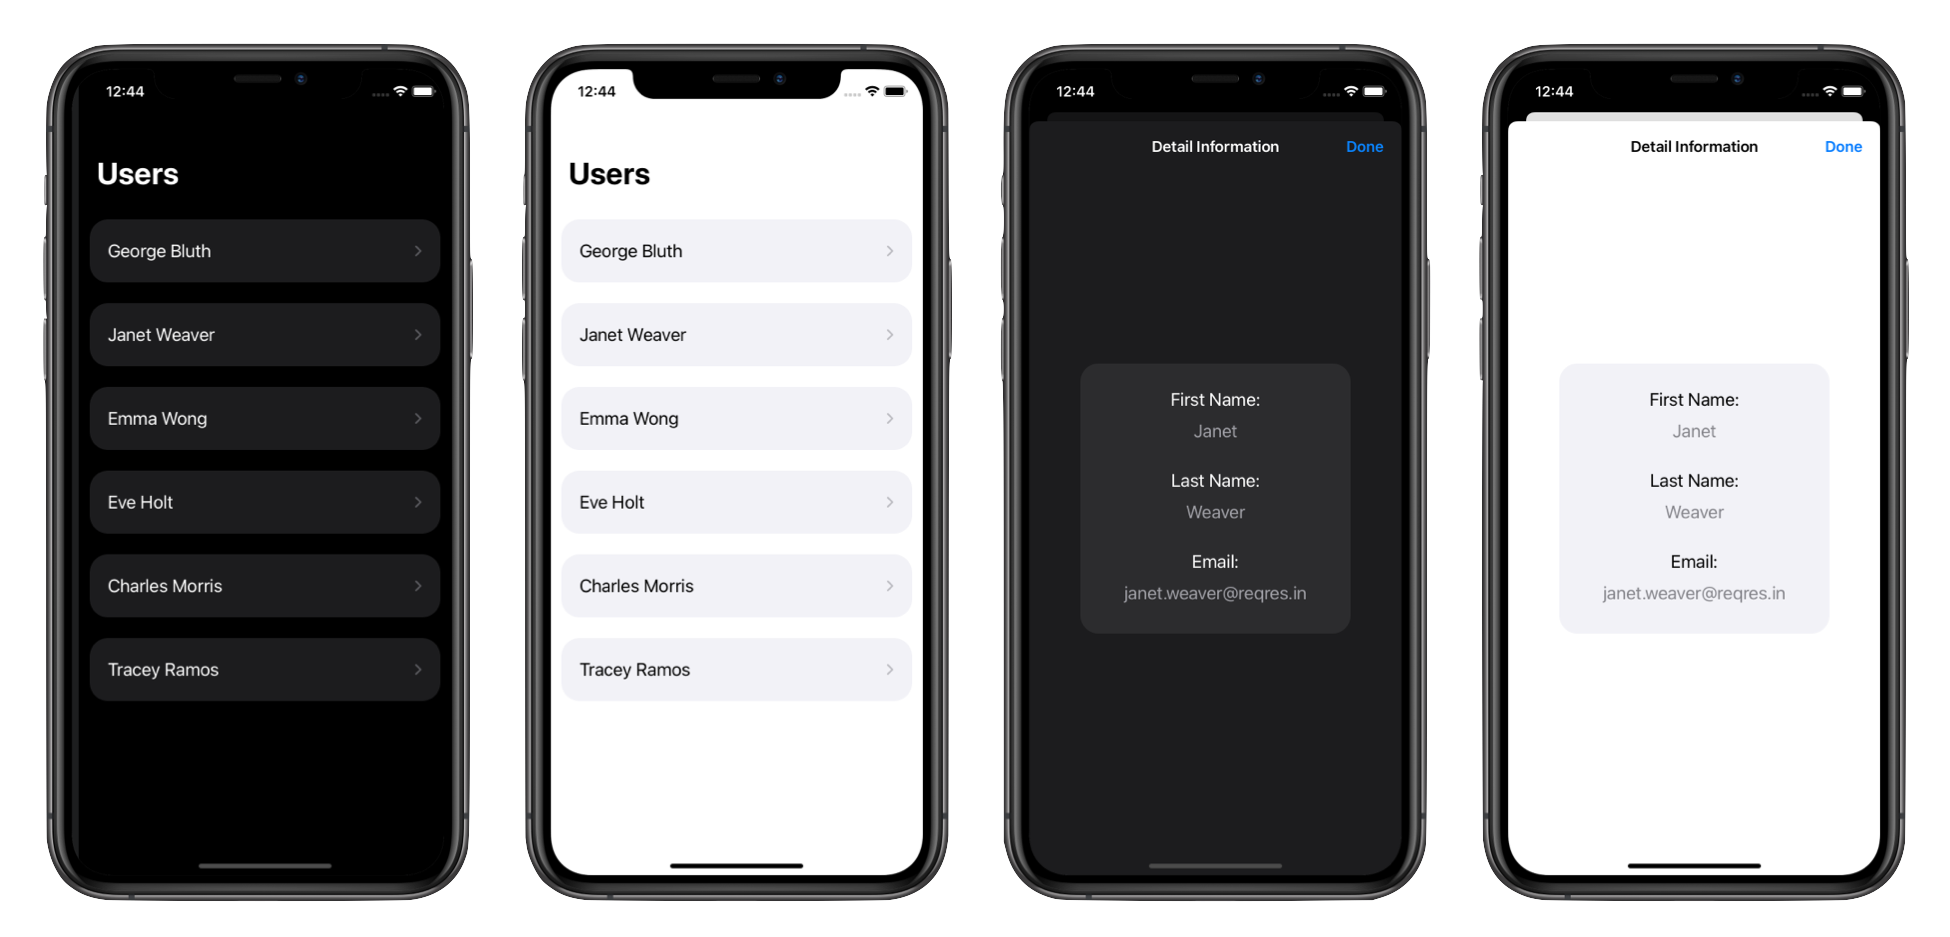 12:44
Users
George Bluth
Janet Weaver
Emma Wong
Eve Holt
Charles Morris
Tracey Ramos
12:44
Users
George Bluth
Janet Weaver
Emma Wong
Eve Holt
Charles Morris
Tracey Ramos
12:44
Detail Information Done
First Name:
Janet
Last Name:
Weaver
Email:
janet.weaver@reqres.in
12:44
Detail Information Done
First Name:
Janet
Last Name:
Weaver
Email:
janet.weaver@reqres.in